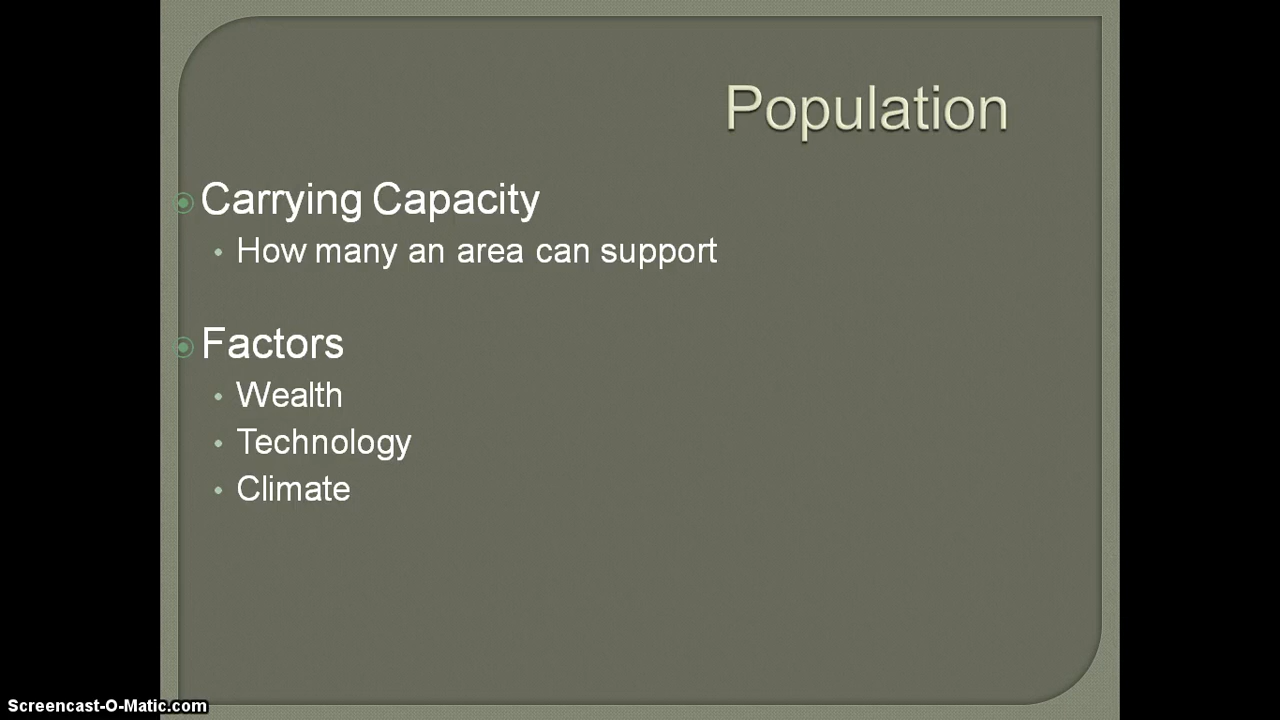 Population
Carrying Capacity
How many an area can support
Factors
Wealth
Technology
Climate
Screencast-O-Matic.com